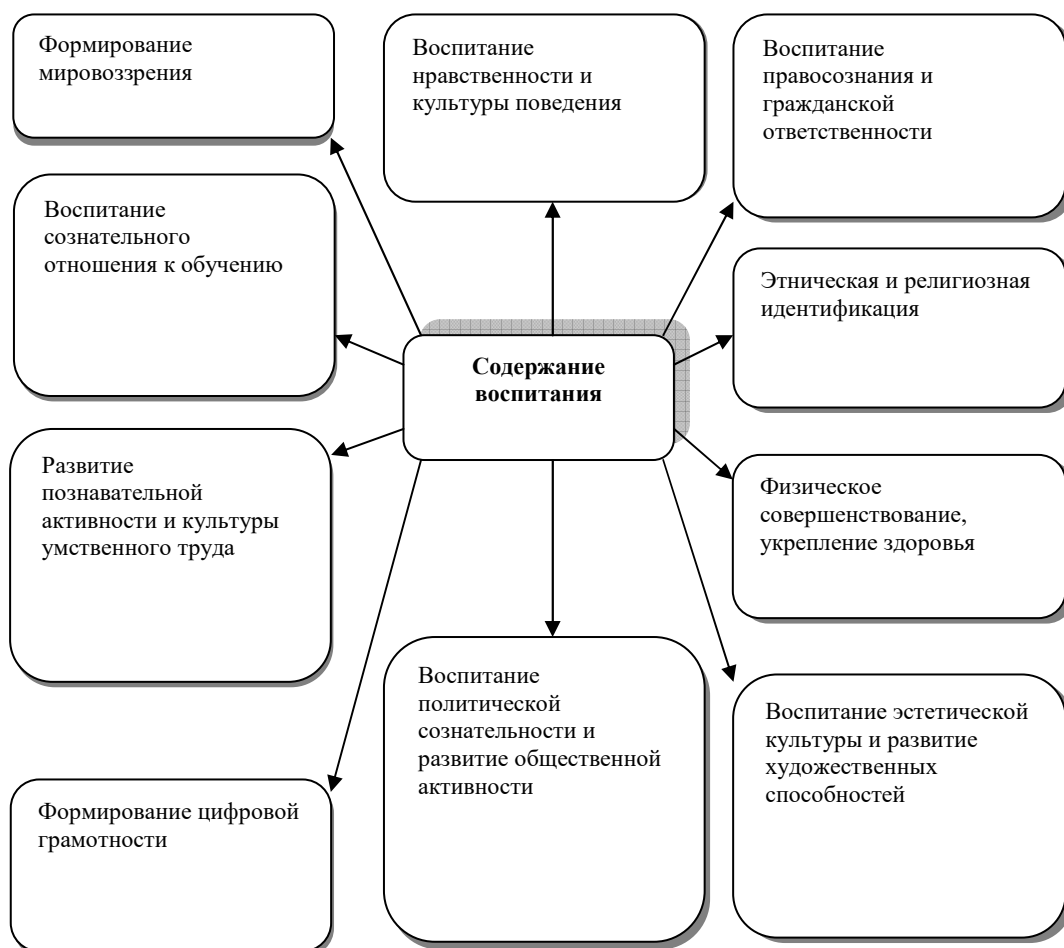 Формирование
мировоззрения
Воспитание
нравственности и
культуры поведения
Воспитание
правосознания и
гражданской
ответственности
Воспитание
сознательного
отношения к обучению
Этническая и религиозная
идентификация
Содержание
воспитания
Развитие
познавательной
активности и культуры
умственного труда
Физическое
совершенствование,
укрепление здоровья
Воспитание
политической
сознательности и
развитие общественной
активности
Воспитание эстетической
культуры и развитие
художественных
способностей
Формирование цифровой
грамотности